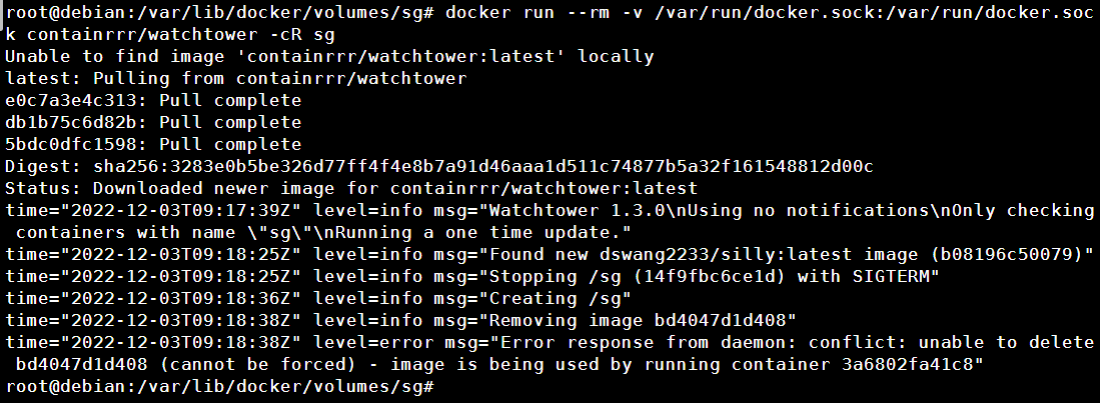 root@debian:/var/lib/docker/volumes/sg# docker run --rm -v /var/run/docker.sock:/var/run/docker.soc
k containrrr/watchtower -cR sg
Unable to find image 'containrrr/watchtower:latest' locally
latest: Pulling from containrrr/watchtower
e0c7a3e4c313: Pull complete
db1b75c6d82b: Pull complete
5bdc0dfc1598: Pull complete
Digest: sha256:3283e0b5be326d77ff4f4e8b7a91d46aaa1d511c74877b5a32f161548812d00c
Status: Downloaded newer image for containrrr/watchtower:latest
time="2022-12-03T09:17:39Z" level=info msg="Watchtower 1.3.0\nUsing no notifications\nOnly checking
 containers with name \"sg\"\nRunning a one time update."
time="2022-12-03T09:18:25Z" level=info msg="Found new dswang2233/silly:latest image (b08196c50079)"
time="2022-12-03T09:18:25Z" level=info msg="Stopping /sg (14f9fbc6ce1d) with SIGTERM"
time="2022-12-03T09:18:36Z" level=info msg="Creating /sg"
time="2022-12-03T09:18:38Z" level=info msg="Removing image bd4047d1d408"
time="2022-12-03T09:18:38Z" level=error msg="Error response from daemon: conflict: unable to delete
 bd4047d1d408 (cannot be forced) - image is being used by running container 3a6802fa41c8"
root@debian:/var/lib/docker/volumes/sg#